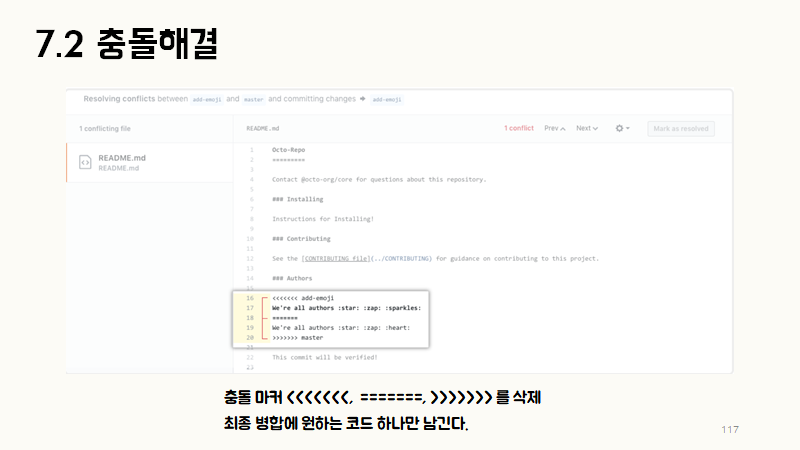 7.2 충돌해결
Resolving conflicts between add-emoji and master and committing changes → add-emoji
1 conflicting file
README.md
README.md
README.md 1 conflict Prev Next Mark as resolved
1 Octo-Repo
2 =========
3
4 Contact @octo-org/core for questions about this repository.
5
6 ### Installing
7
8 Instructions for Installing!
9
10 ### Contributing
11
12 See the [CONTRIBUTING file](../CONTRIBUTING) for guidance on contributing to this project.
13
14 ### Authors
15
16 <<<<<<< add-emoji
17 We're all authors :star: :zap: :sparkles:
18 =======
19 We're all authors :star: :zap: :heart:
20 >>>>>>> master
21
22 This commit will be verified!
23
충돌 마커 <<<<<<<, =======, >>>>>>> 를 삭제
최종 병합에 원하는 코드 하나만 남긴다.
117